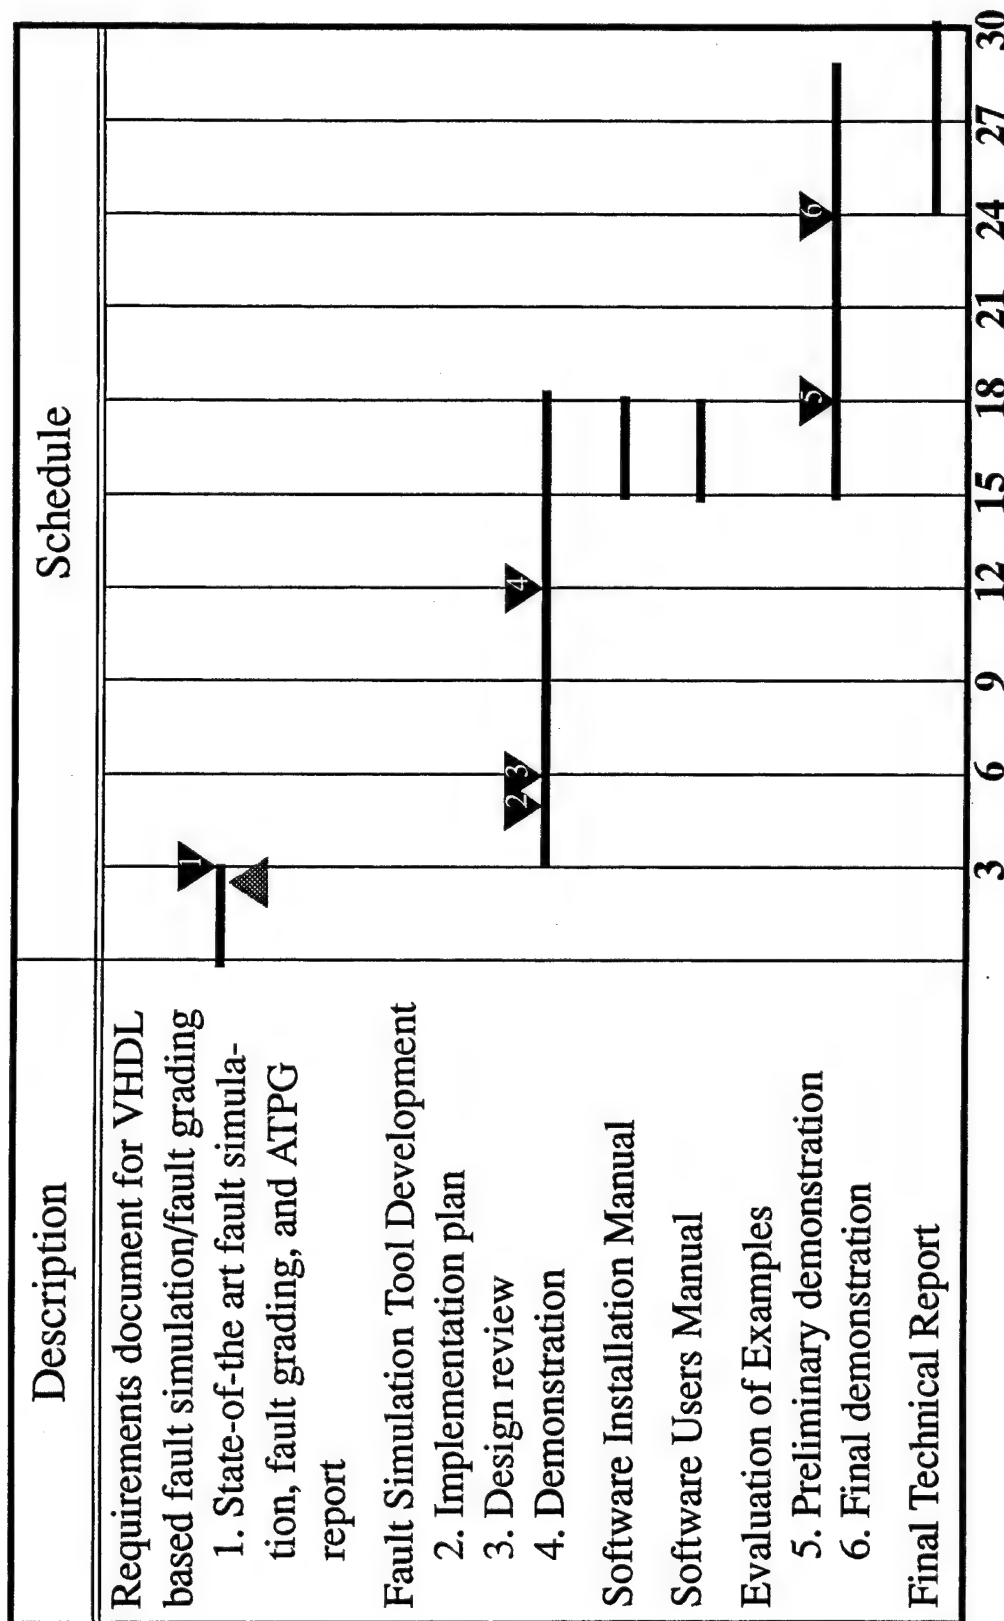 Description
Schedule
Requirements document for VHDL
based fault simulation/fault grading
1. State-of-the art fault simula-
tion, fault grading, and ATPG
report
Fault Simulation Tool Development
2. Implementation plan
3. Design review
4. Demonstration
Software Installation Manual
Software Users Manual
Evaluation of Examples
5. Preliminary demonstration
6. Final demonstration
Final Technical Report
1
2
3
4
5
6
3
6
9
12
15
18
21
24
27
30